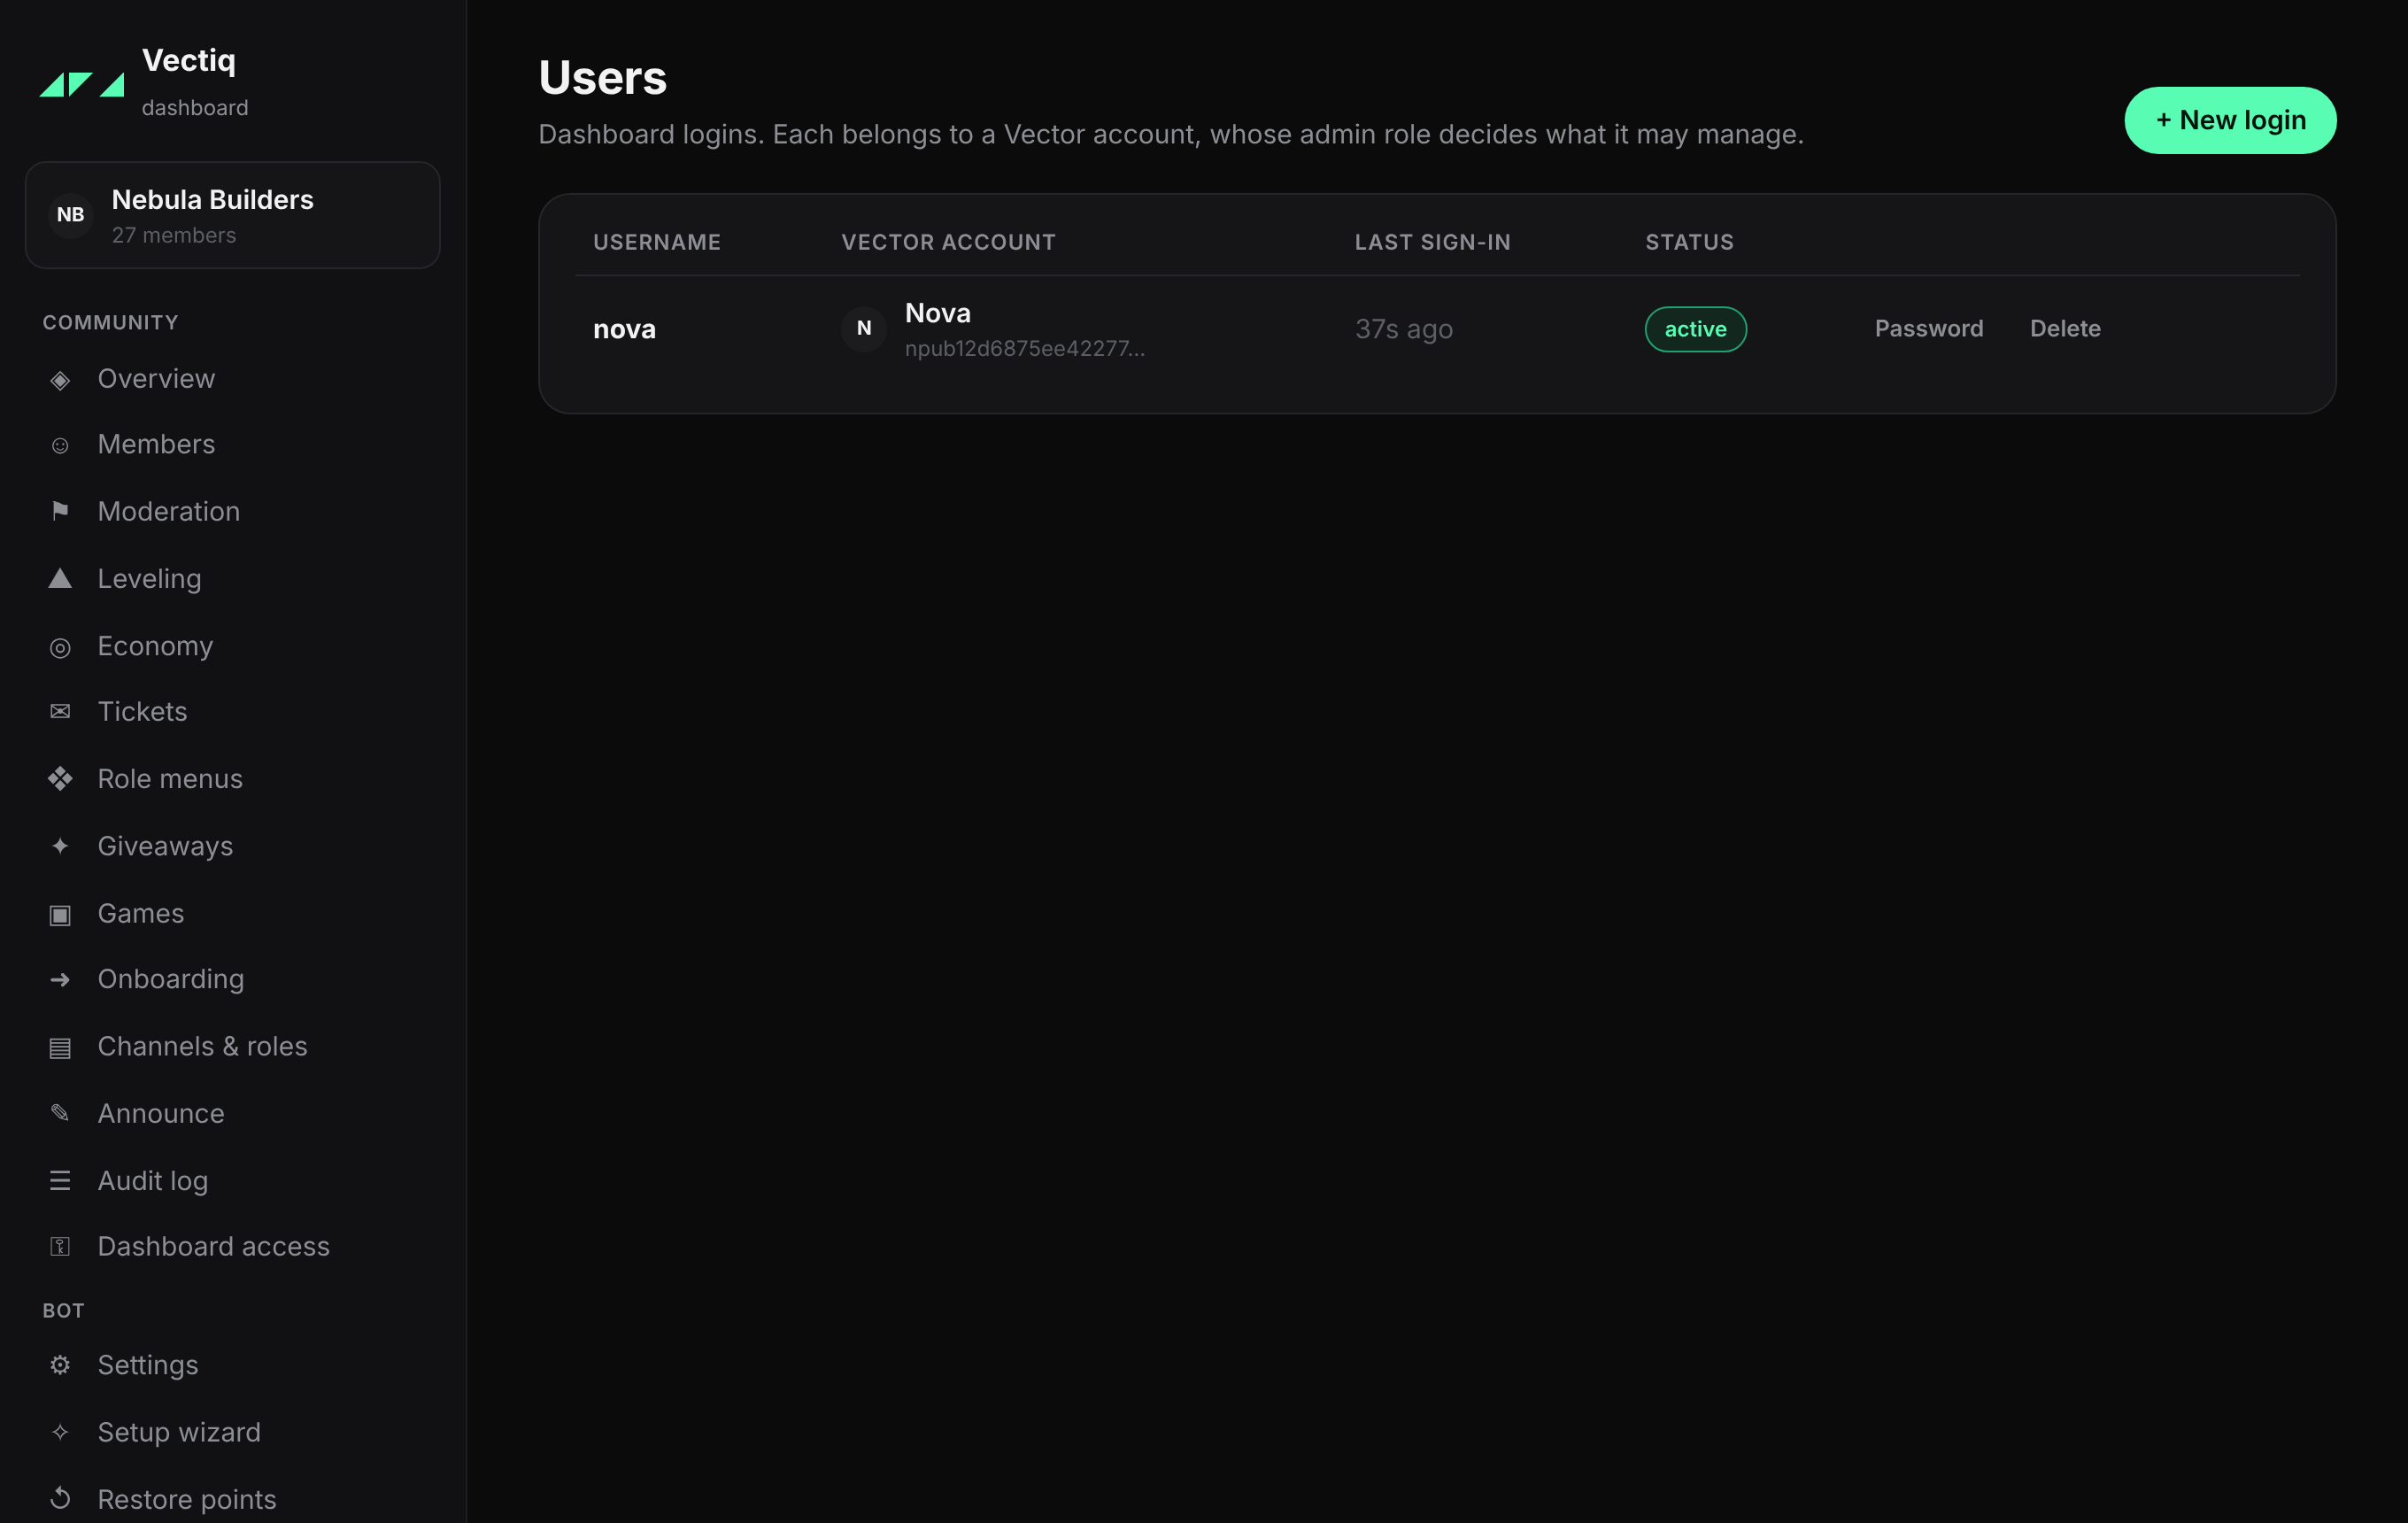 Vectiq
dashboard
NB
Nebula Builders
27 members
COMMUNITY
Overview
Members
Moderation
Leveling
Economy
Tickets
Role menus
Giveaways
Games
Onboarding
Channels & roles
Announce
Audit log
Dashboard access
BOT
Settings
Setup wizard
Restore points
Users
Dashboard logins. Each belongs to a Vector account, whose admin role decides what it may manage.
+ New login
USERNAME VECTOR ACCOUNT LAST SIGN-IN STATUS
nova N Nova 37s ago active Password Delete
npub12d6875ee42277...